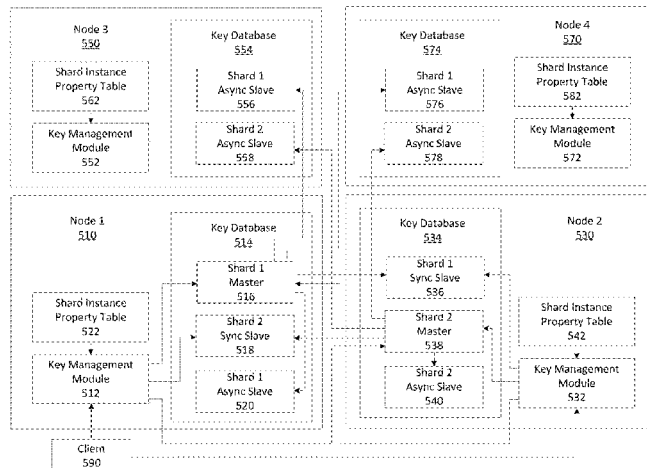 Node 3
550
Shard Instance
Property Table
562
Key Management
Module
552
Key Database
554
Shard 1
Async Slave
556
Shard 2
Async Slave
558
Key Database
574
Shard 1
Async Slave
576
Shard 2
Async Slave
578
Node 4
570
Shard Instance
Property Table
582
Key Management
Module
572
Node 1
510
Shard Instance
Property Table
522
Key Management
Module
512
Key Database
514
Shard 1
Master
516
Shard 2
Sync Slave
518
Shard 1
Async Slave
520
Key Database
534
Shard 1
Sync Slave
536
Shard 2
Master
538
Shard 2
Async Slave
540
Node 2
530
Shard Instance
Property Table
542
Key Management
Module
532
Client
590